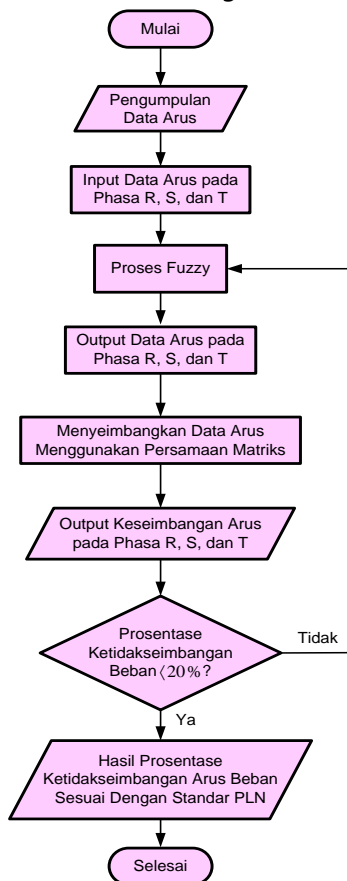 Mulai
Pengumpulan
Data Arus
Input Data Arus pada
Phasa R, S, dan T
Proses Fuzzy
Output Data Arus pada
Phasa R, S, dan T
Menyeimbangkan Data Arus
Menggunakan Persamaan Matriks
Output Keseimbangan Arus
pada Phasa R, S, dan T
Prosentase
Ketidakseimbangan
Beban〈20%?
Tidak
Ya
Hasil Prosentase
Ketidakseimbangan Arus Beban
Sesuai Dengan Standar PLN
Selesai